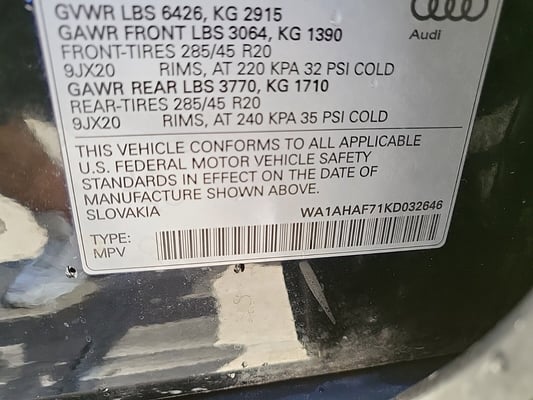 GVWR LBS 6426, KG 2915
GAWR FRONT LBS 3064, KG 1390
FRONT-TIRES 285/45 R20
9JX20 RIMS, AT 220 KPA 32 PSI COLD
GAWR REAR LBS 3770, KG 1710
REAR-TIRES 285/45 R20
9JX20 RIMS, AT 240 KPA 35 PSI COLD
Audi
THIS VEHICLE CONFORMS TO ALL APPLICABLE
U.S. FEDERAL MOTOR VEHICLE SAFETY
STANDARDS IN EFFECT ON THE DATE OF
MANUFACTURE SHOWN ABOVE.
SLOVAKIA WA1AHAF71KD032646
TYPE:
MPV